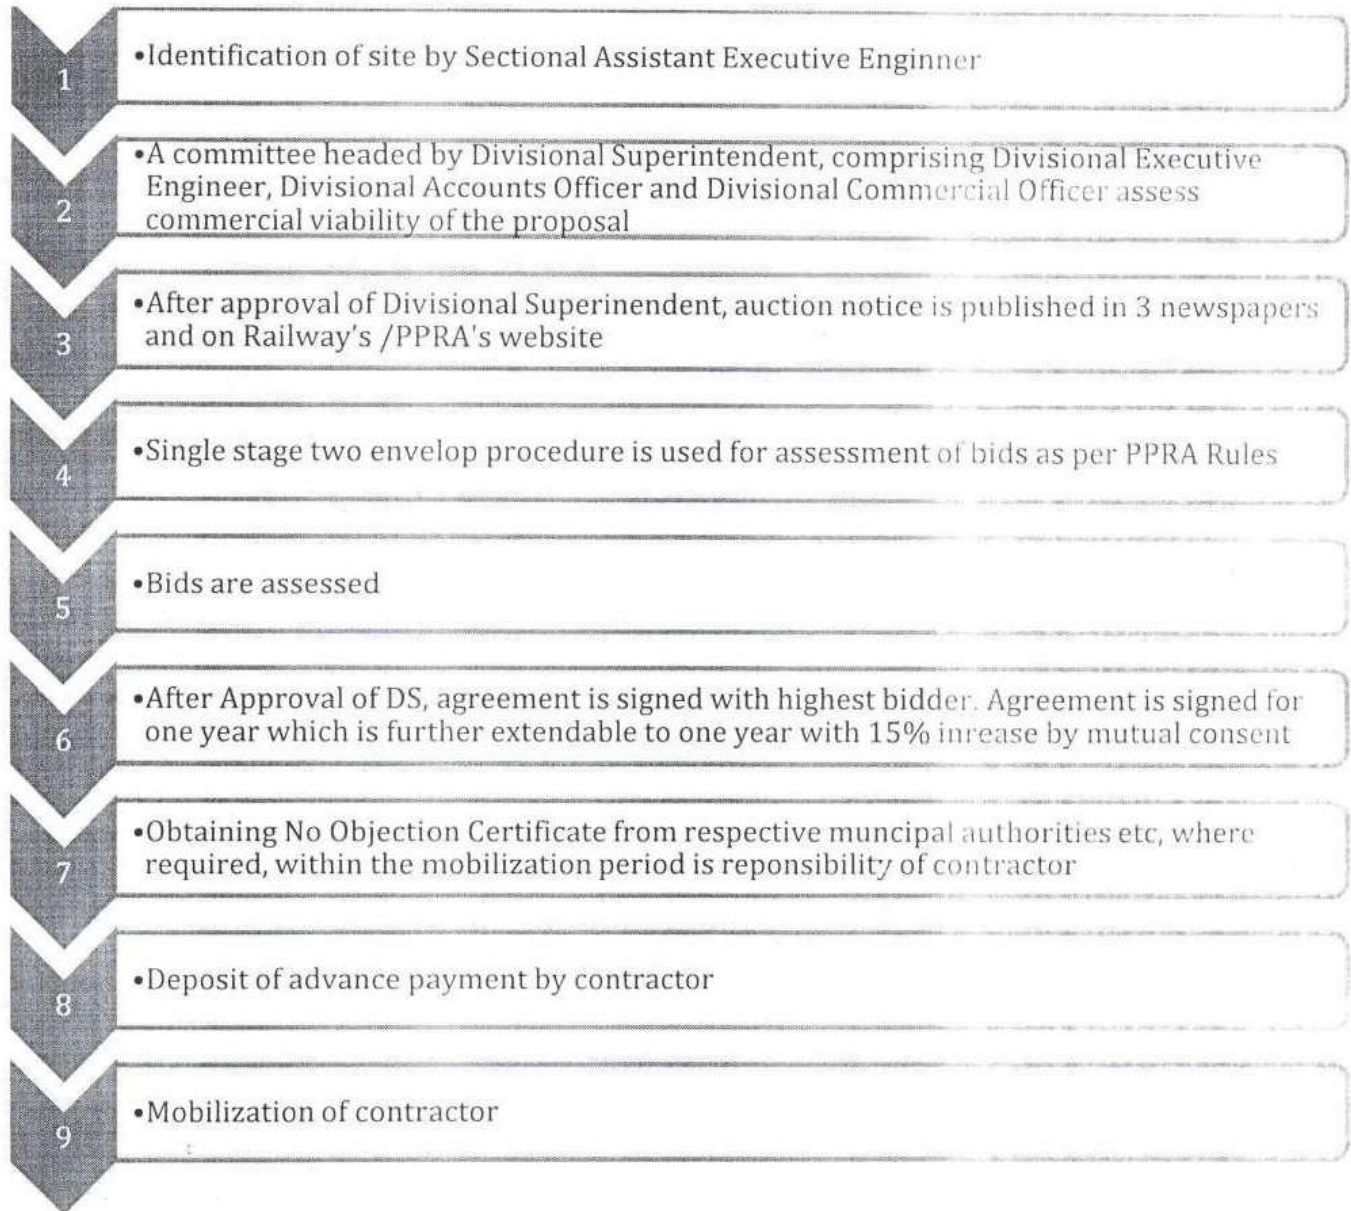 1
•Identification of site by Sectional Assistant Executive Enginner
2
•A committee headed by Divisional Superintendent, comprising Divisional Executive
Engineer, Divisional Accounts Officer and Divisional Commercial Officer assess
commercial viability of the proposal
3
•After approval of Divisional Superinendent, auction notice is published in 3 newspapers
and on Railway's /PPRA's website
4
•Single stage two envelop procedure is used for assessment of bids as per PPRA Rules
5
•Bids are assessed
6
•After Approval of DS, agreement is signed with highest bidder. Agreement is signed for
one year which is further extendable to one year with 15% inrease by mutual consent
7
•Obtaining No Objection Certificate from respective muncipal authorities etc, where
required, within the mobilization period is reponsibility of contractor
8
•Deposit of advance payment by contractor
9
•Mobilization of contractor